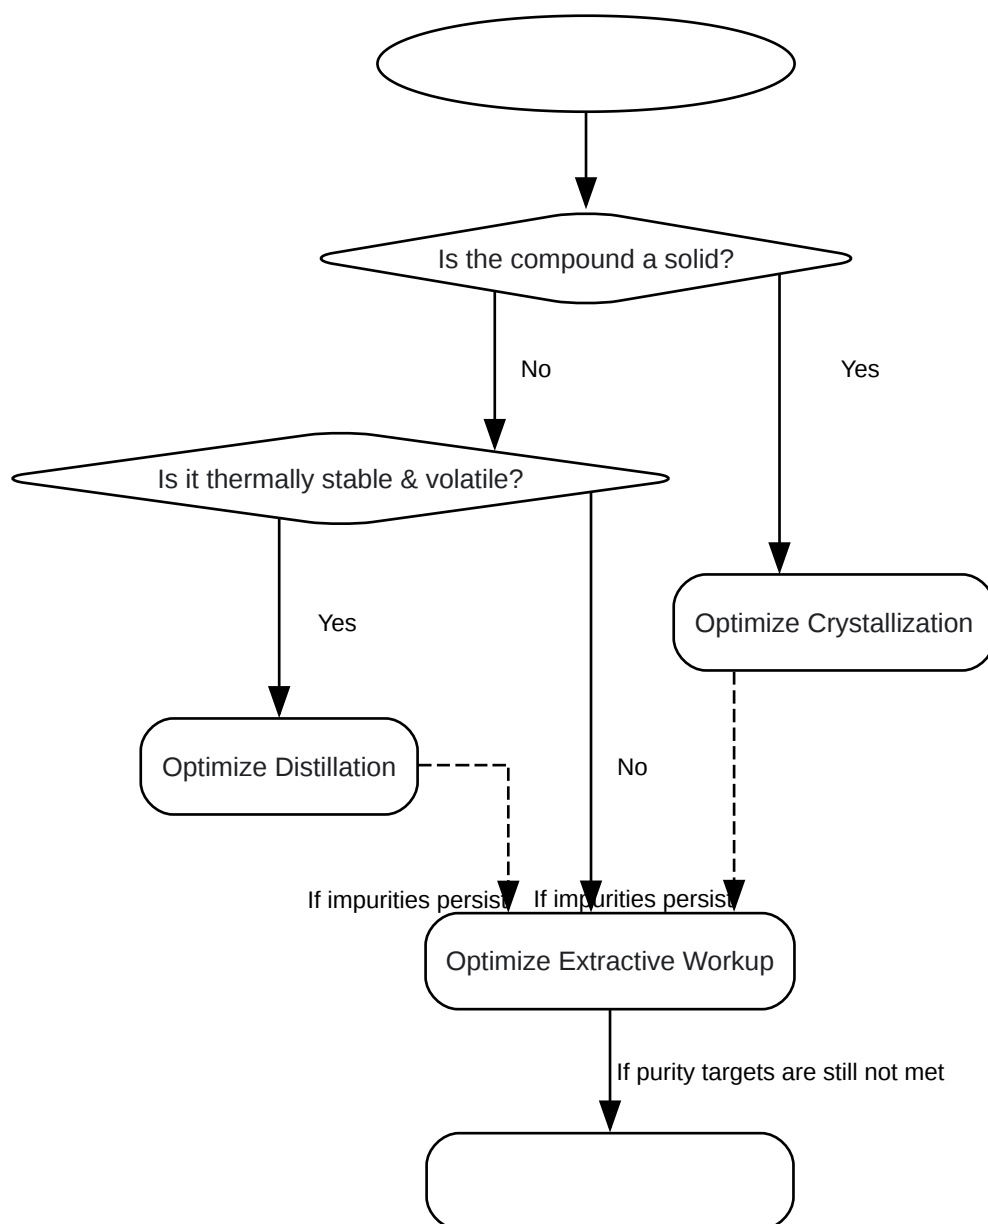 Is the compound a solid?
No
Yes
Is it thermally stable & volatile?
Yes
Optimize Crystallization
Optimize Distillation
No
If impurities persist
If impurities persist
Optimize Extractive Workup
If purity targets are still not met